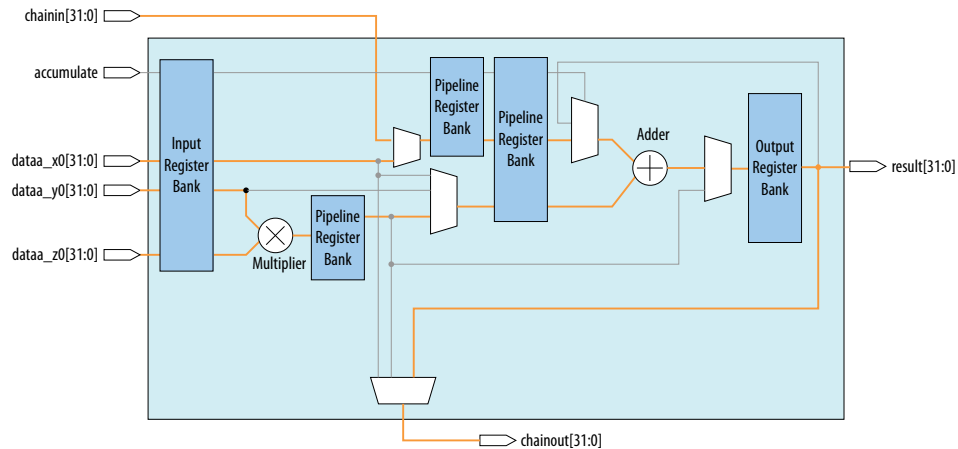 chainin[31:0]
accumulate
dataa_x0[31:0]
dataa_y0[31:0]
dataa_z0[31:0]
Input
Register
Bank
Multiplier
Pipeline
Register
Bank
Pipeline
Register
Bank
Pipeline
Register
Bank
Adder
Output
Register
Bank
result[31:0]
chainout[31:0]